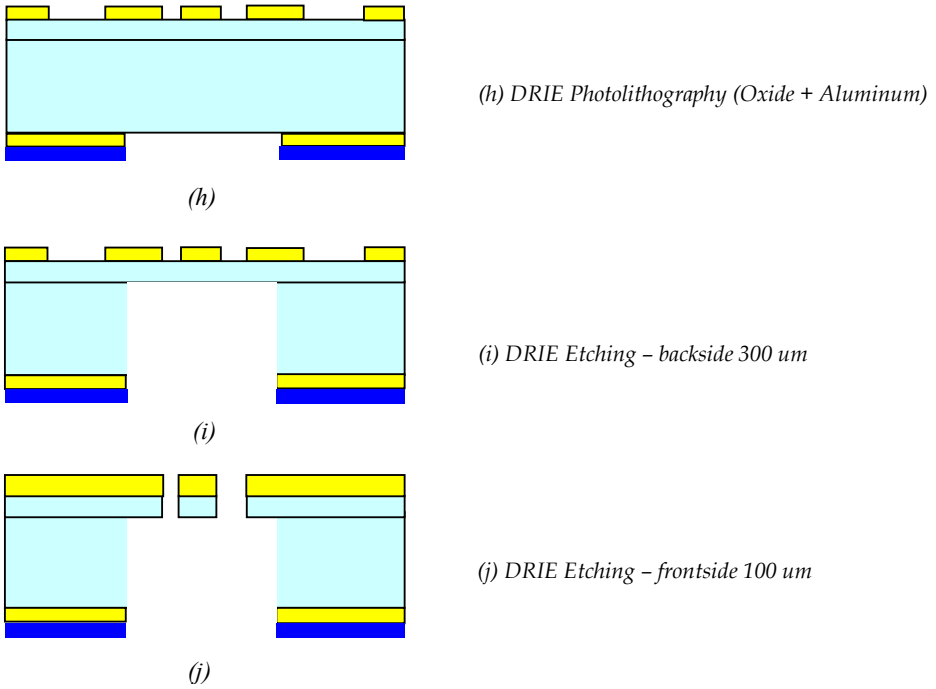 (h) DRIE Photolithography (Oxide + Aluminum)
(h)
(i) DRIE Etching – backside 300 um
(i)
(j) DRIE Etching – frontside 100 um
(j)